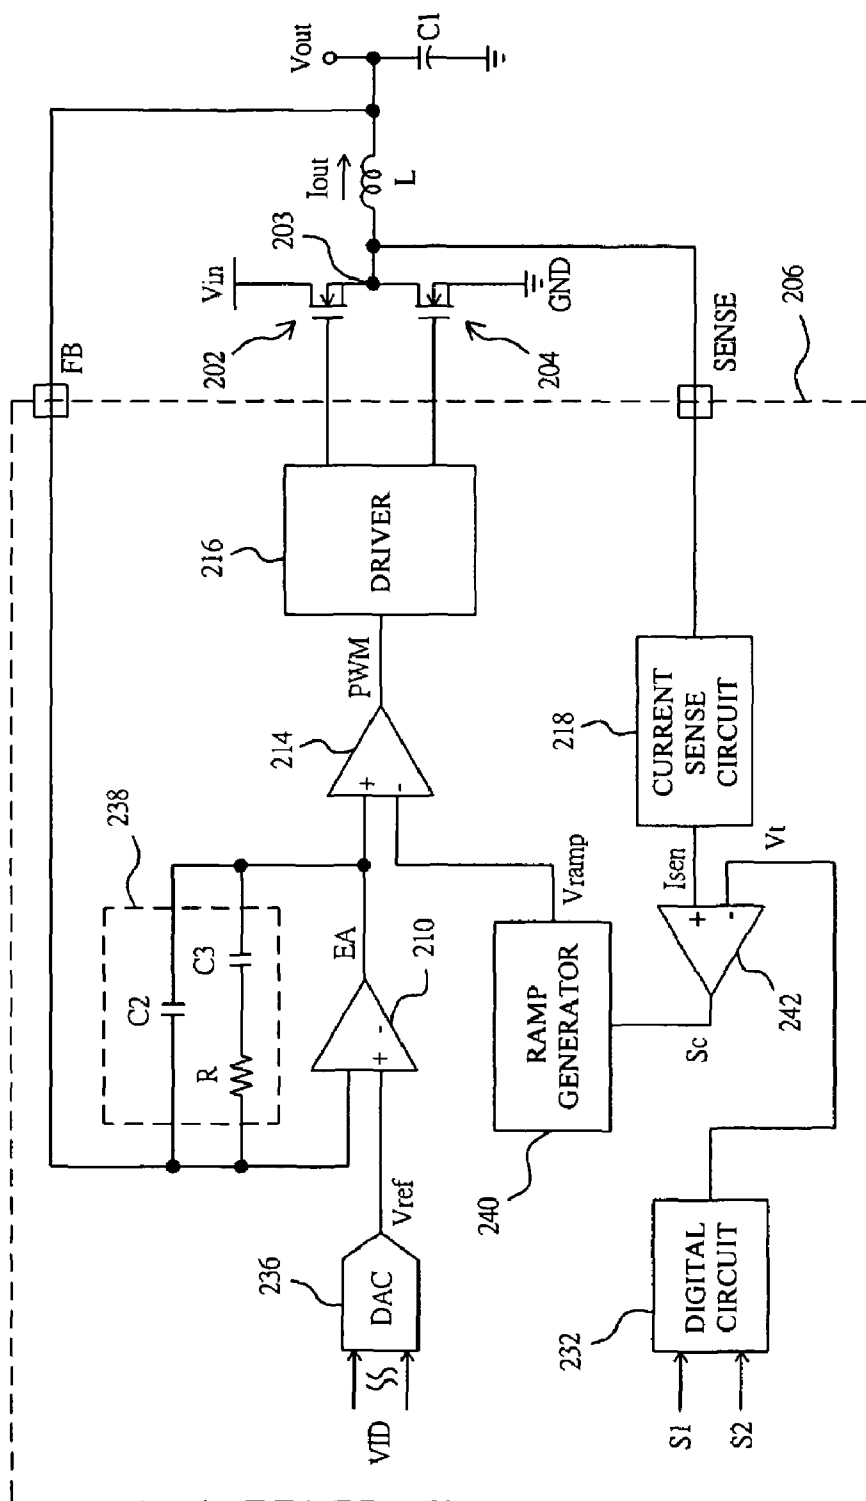 Vout
C1
Iout
L
203
Vin
202
204
GND
FB
SENSE
206
216
DRIVER
PWM
214
238
C2
C3
R
EA
210
Vramp
RAMP
GENERATOR
240
218
CURRENT
SENSE
CIRCUIT
Isen
Vt
+
-
242
Sc
+
-
+
-
236
DAC
Vref
VID
232
DIGITAL
CIRCUIT
S1
S2